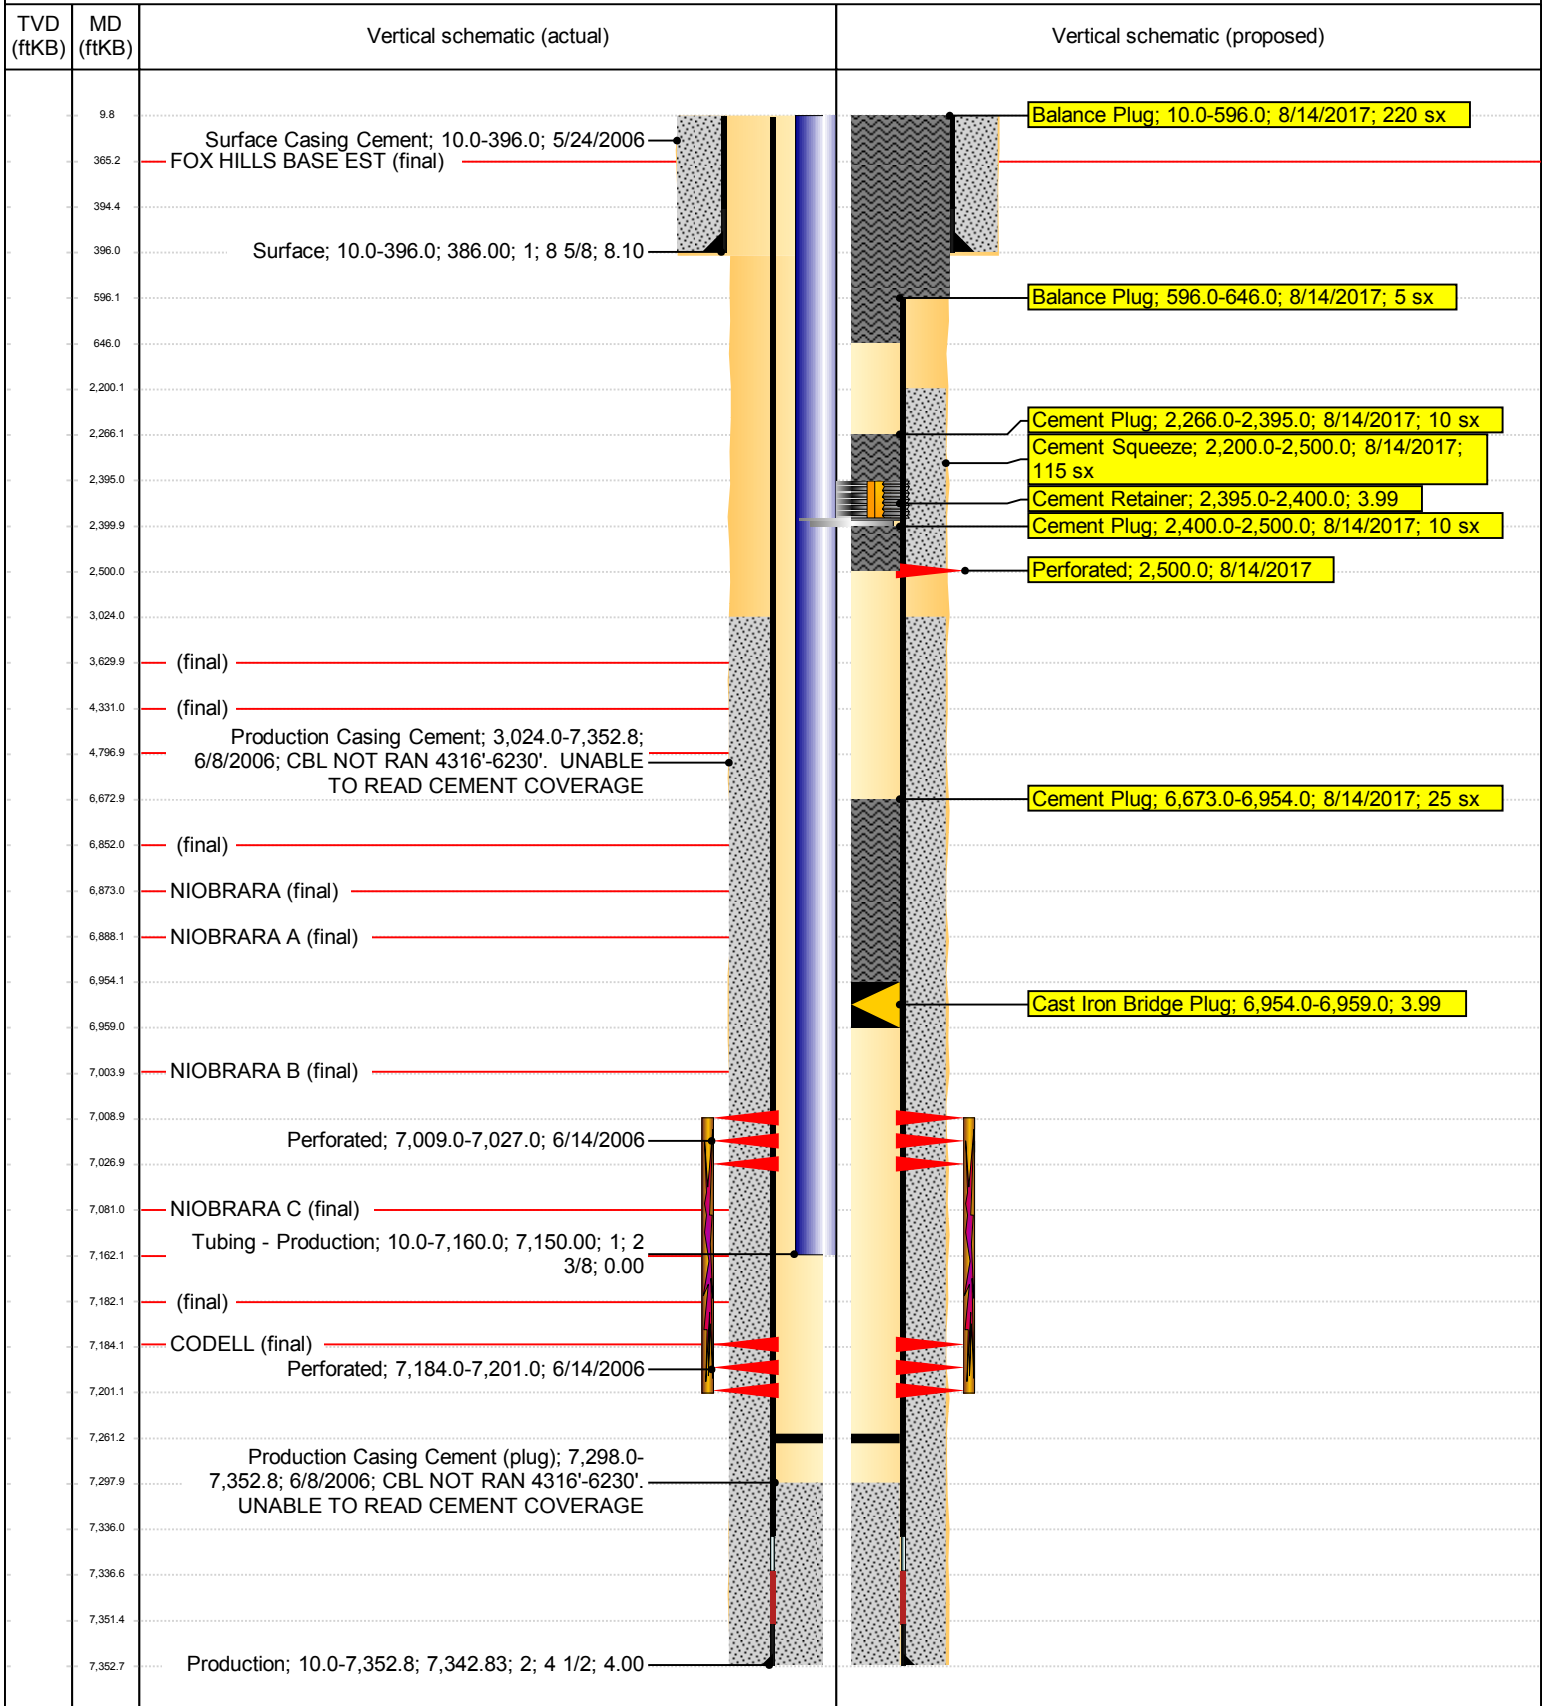 TVD
(ftKB)
MD
(ftKB)
Vertical schematic (actual)
Vertical schematic (proposed)
9.8
Balance Plug; 10.0-596.0; 8/14/2017; 220 sx
Surface Casing Cement; 10.0-396.0; 5/24/2006
365.2
FOX HILLS BASE EST (final)
394.4
396.0
Surface; 10.0-396.0; 386.00; 1; 8 5/8; 8.10
596.1
Balance Plug; 596.0-646.0; 8/14/2017; 5 sx
646.0
2,200.1
Cement Plug; 2,266.0-2,395.0; 8/14/2017; 10 sx
2,266.1
Cement Squeeze; 2,200.0-2,500.0; 8/14/2017;
115 sx
2,395.0
Cement Retainer; 2,395.0-2,400.0; 3.99
2,399.9
Cement Plug; 2,400.0-2,500.0; 8/14/2017; 10 sx
2,500.0
Perforated; 2,500.0; 8/14/2017
3,024.0
3,629.9
(final)
4,331.0
(final)
Production Casing Cement; 3,024.0-7,352.8;
4,796.9
6/8/2006; CBL NOT RAN 4316'-6230'. UNABLE
TO READ CEMENT COVERAGE
6,672.9
Cement Plug; 6,673.0-6,954.0; 8/14/2017; 25 sx
6,852.0
(final)
6,873.0
NIOBRARA (final)
6,888.1
NIOBRARA A (final)
6,954.1
Cast Iron Bridge Plug; 6,954.0-6,959.0; 3.99
6,959.0
7,003.9
NIOBRARA B (final)
7,008.9
Perforated; 7,009.0-7,027.0; 6/14/2006
7,026.9
7,081.0
NIOBRARA C (final)
Tubing - Production; 10.0-7,160.0; 7,150.00; 1; 2
3/8; 0.00
7,162.1
7,182.1
(final)
7,184.1
CODELL (final)
Perforated; 7,184.0-7,201.0; 6/14/2006
7,201.1
7,261.2
Production Casing Cement (plug); 7,298.0-
7,352.8; 6/8/2006; CBL NOT RAN 4316'-6230'.
UNABLE TO READ CEMENT COVERAGE
7,297.9
7,336.0
7,336.6
7,351.4
7,352.7
Production; 10.0-7,352.8; 7,342.83; 2; 4 1/2; 4.00